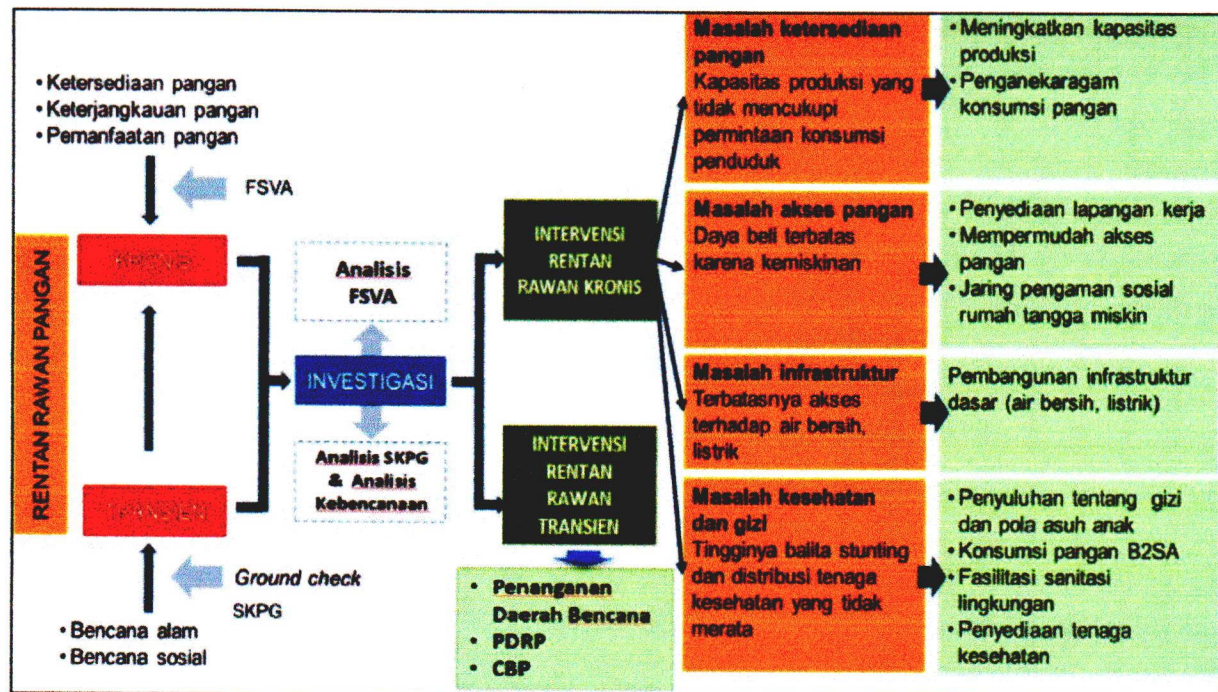 RENTAN RAWAN PANGAN
• Ketersediaan pangan
• Keterjangkauan pangan
• Pemanfaatan pangan
FSVA
KRONIS
TRANSIEN
Ground check
SKPG
• Bencana alam
• Bencana sosial
Analisis
FSVA
INVESTIGASI
Analisis SKPG
& Analisis
Kebencanaan
INTERVENSI
RENTAN
RAWAN KRONIS
INTERVENSI
RENTAN
RAWAN
TRANSIEN
• Penanganan
Daerah Bencana
• PDRP
• CBP
Masalah ketersediaan
pangan
Kapasitas produksi yang
tidak mencukupi
permintaan konsumsi
penduduk
• Meningkatkan kapasitas
produksi
• Penganekaragam
konsumsi pangan
Masalah akses pangan
Daya beli terbatas
karena kemiskinan
• Penyediaan lapangan kerja
• Mempermudah akses
pangan
• Jaring pengaman sosial
rumah tangga miskin
Masalah infrastruktur
Terbatasnya akses
terhadap air bersih,
listrik
Pembangunan infrastruktur
dasar (air bersih, listrik)
Masalah kesehatan
dan gizi
Tingginya balita stunting
dan distribusi tenaga
kesehatan yang tidak
merata
• Penyuluhan tentang gizi
dan pola asuh anak
• Konsumsi pangan B2SA
• Fasilitasi sanitasi
lingkungan
• Penyediaan tenaga
kesehatan